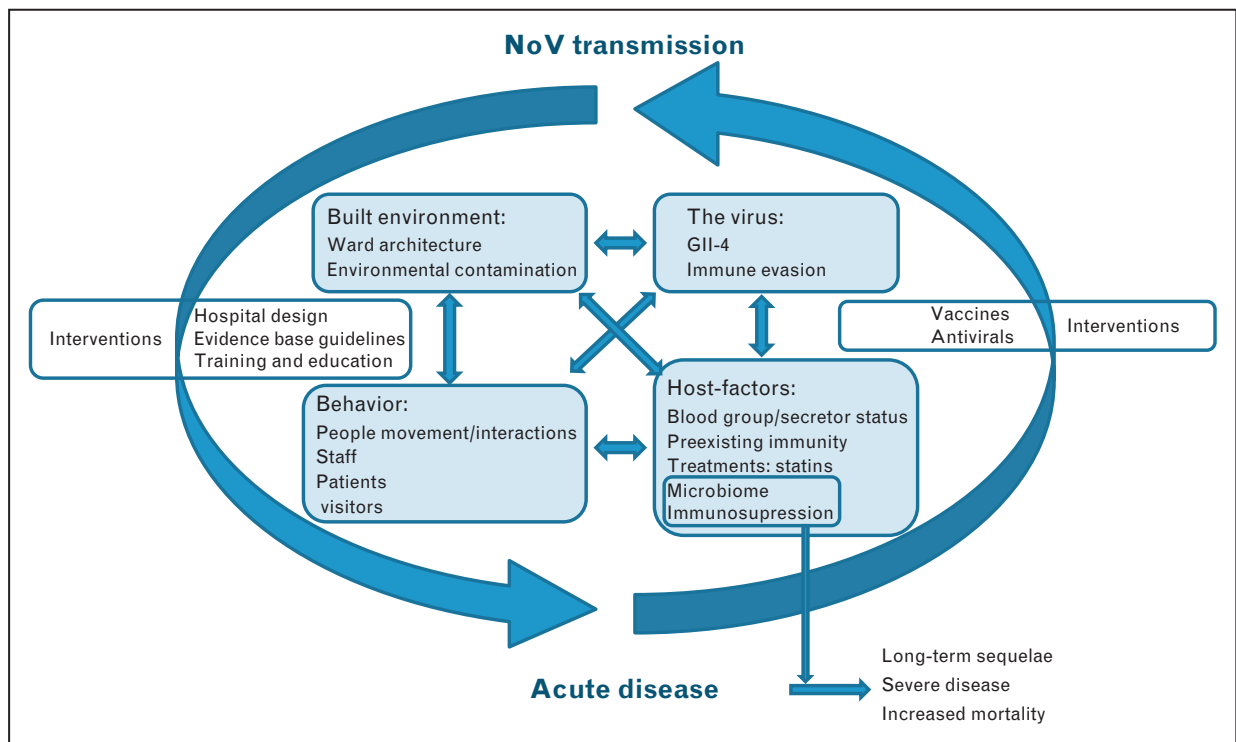 NoV transmission
Built environment:
Ward architecture
Environmental contamination
The virus:
GII-4
Immune evasion
Interventions
Hospital design
Evidence base guidelines
Training and education
Vaccines
Antivirals
Interventions
Behavior:
People movement/interactions
Staff
Patients
visitors
Host-factors:
Blood group/secretor status
Preexisting immunity
Treatments: statins
Microbiome
Immunosupression
Acute disease
Long-term sequelae
Severe disease
Increased mortality